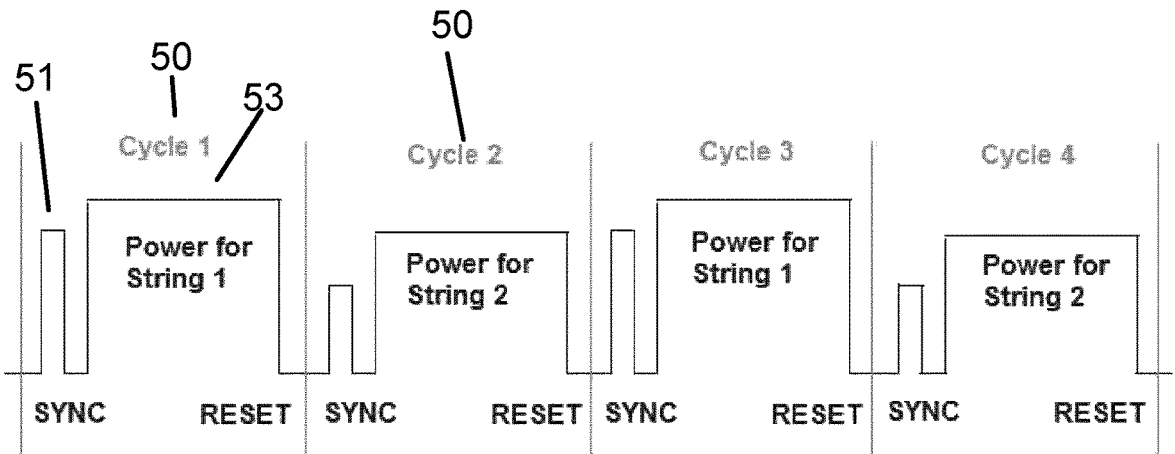 50
50
51
53
Cycle 1
Cycle 2
Cycle 3
Cycle 4
Power for
String 1
Power for
String 2
Power for
String 1
Power for
String 2
SYNC
RESET
SYNC
RESET
SYNC
RESET
SYNC
RESET